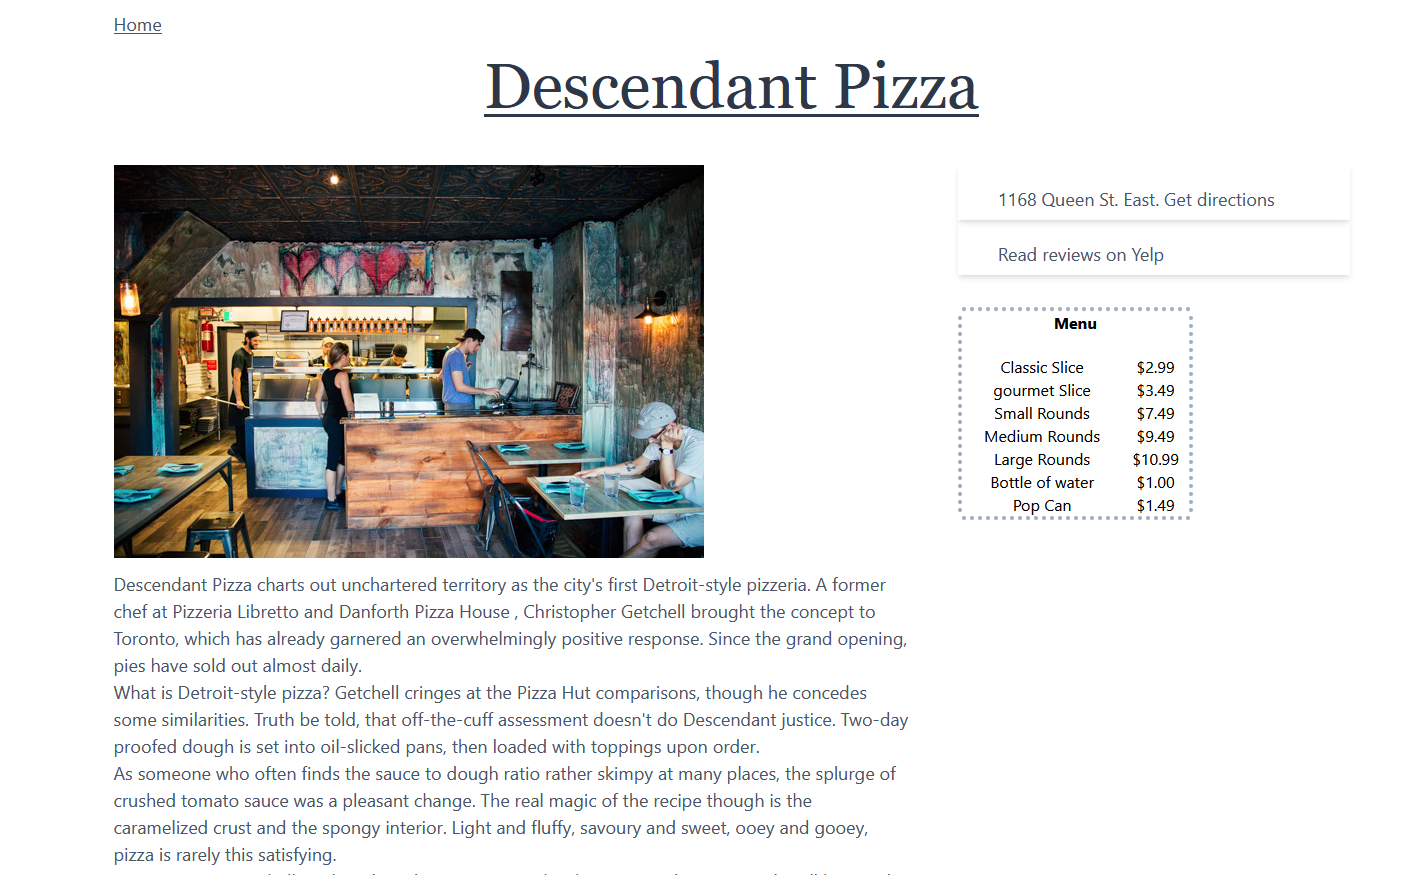 Home
Descendant Pizza
1168 Queen St. East. Get directions
Read reviews on Yelp
Menu
Classic Slice $2.99
gourmet Slice $3.49
Small Rounds $7.49
Medium Rounds $9.49
Large Rounds $10.99
Bottle of water $1.00
Pop Can $1.49
Descendant Pizza charts out unchartered territory as the city's first Detroit-style pizzeria. A former
chef at Pizzeria Libretto and Danforth Pizza House , Christopher Getchell brought the concept to
Toronto, which has already garnered an overwhelmingly positive response. Since the grand opening,
pies have sold out almost daily.
What is Detroit-style pizza? Getchell cringes at the Pizza Hut comparisons, though he concedes
some similarities. Truth be told, that off-the-cuff assessment doesn't do Descendant justice. Two-day
proofed dough is set into oil-slicked pans, then loaded with toppings upon order.
As someone who often finds the sauce to dough ratio rather skimpy at many places, the splurge of
crushed tomato sauce was a pleasant change. The real magic of the recipe though is the
caramelized crust and the spongy interior. Light and fluffy, savoury and sweet, ooey and gooey,
pizza is rarely this satisfying.